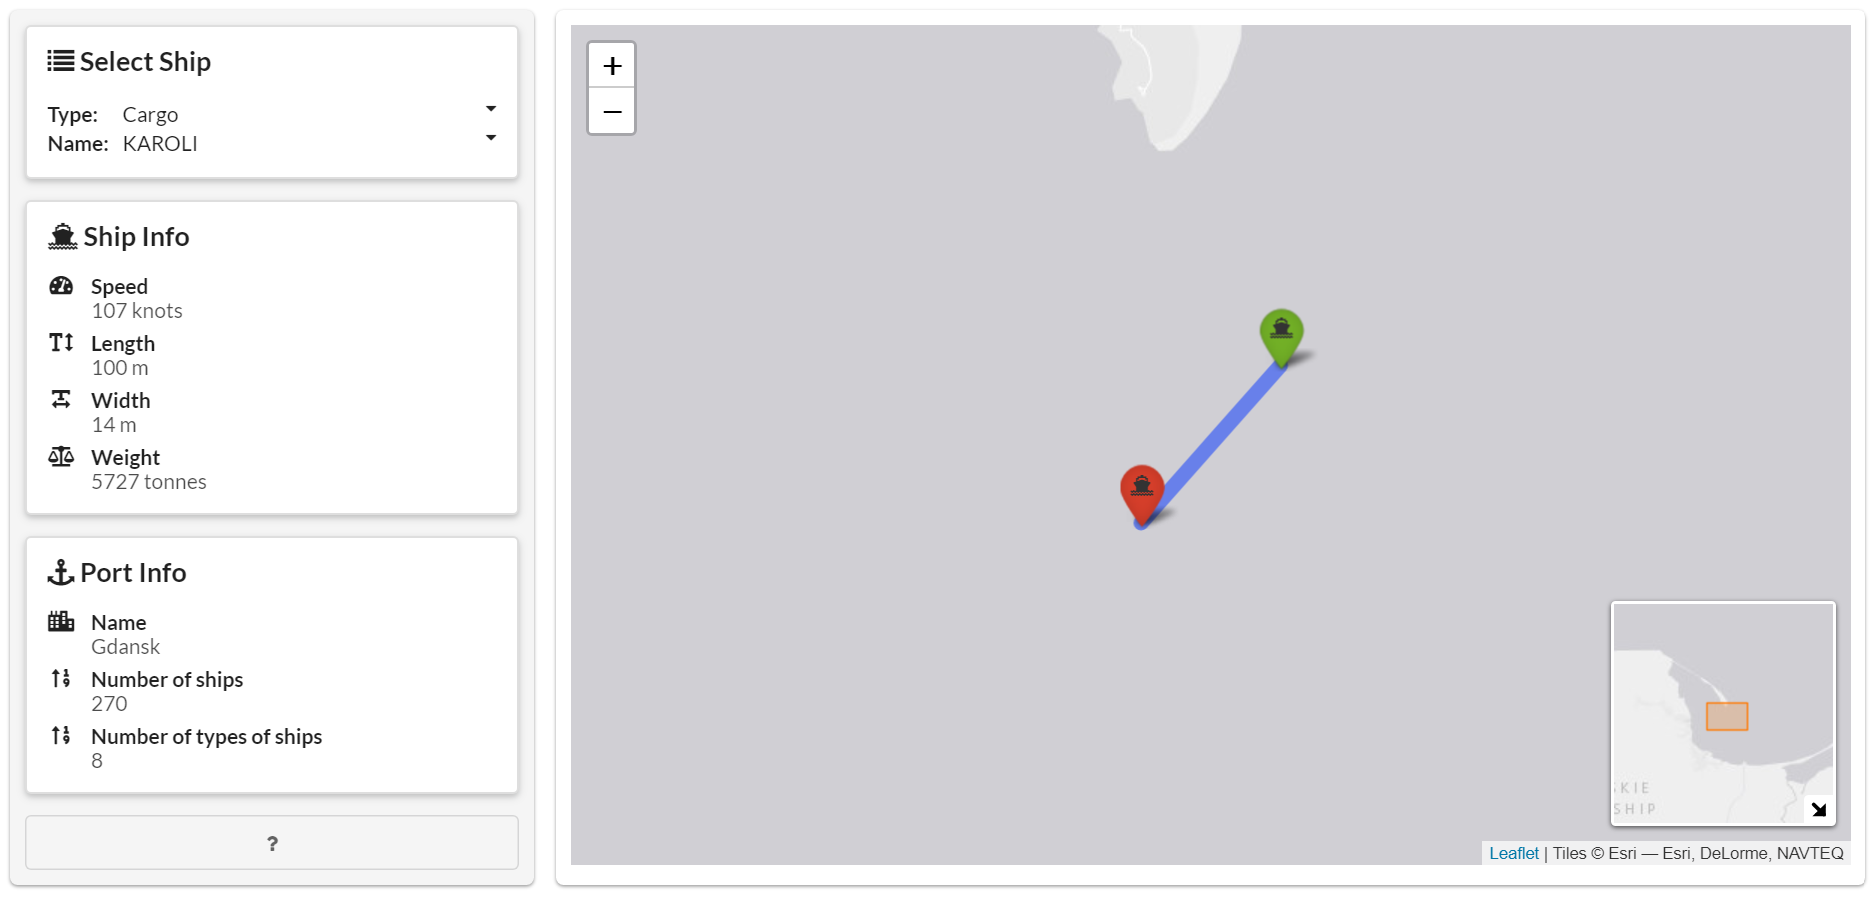 Select Ship
Type: Cargo
Name: KAROLI
Ship Info
Speed
107 knots
Length
100 m
Width
14 m
Weight
5727 tonnes
Port Info
Name
Gdansk
Number of ships
270
Number of types of ships
8
?
+
−
SKIE
SHIP
Leaflet | Tiles © Esri — Esri, DeLorme, NAVTEQ